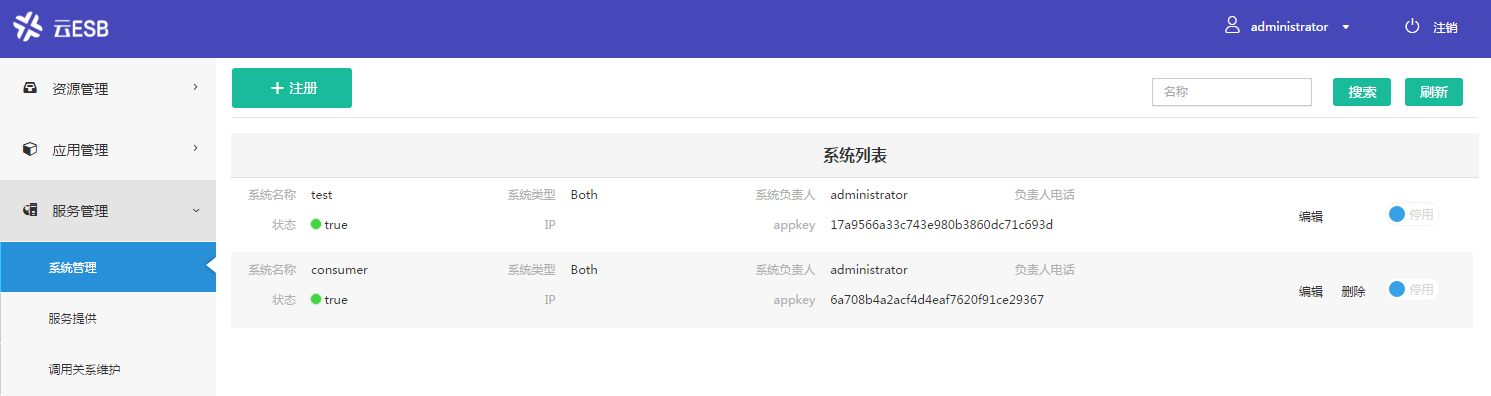 云ESB
administrator
注销
资源管理
应用管理
服务管理
系统管理
服务提供
调用关系维护
+ 注册
名称
搜索
刷新
系统列表
系统名称 test 系统类型 Both 系统负责人 administrator 负责人电话
状态 true IP appkey 17a9566a33c743e980b3860dc71c693d
编辑 停用
系统名称 consumer 系统类型 Both 系统负责人 administrator 负责人电话
状态 true IP appkey 6a708b4a2acf4d4eaf7620f91ce29367
编辑 删除 停用